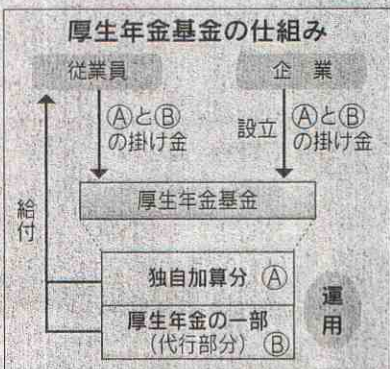 厚生年金基金の仕組み
従業員
企業
ⒶとⒷ
の掛け金
設立
ⒶとⒷ
の掛け金
厚生年金基金
給付
独自加算分 Ⓐ
厚生年金の一部
(代行部分) Ⓑ
運用